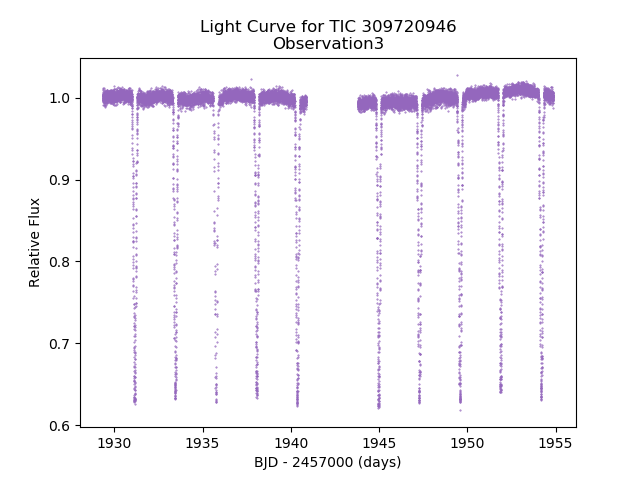 Light Curve for TIC 309720946
Observation3
1.0
0.9
0.8
0.7
0.6
Relative Flux
1930
1935
1940
1945
1950
1955
BJD - 2457000 (days)